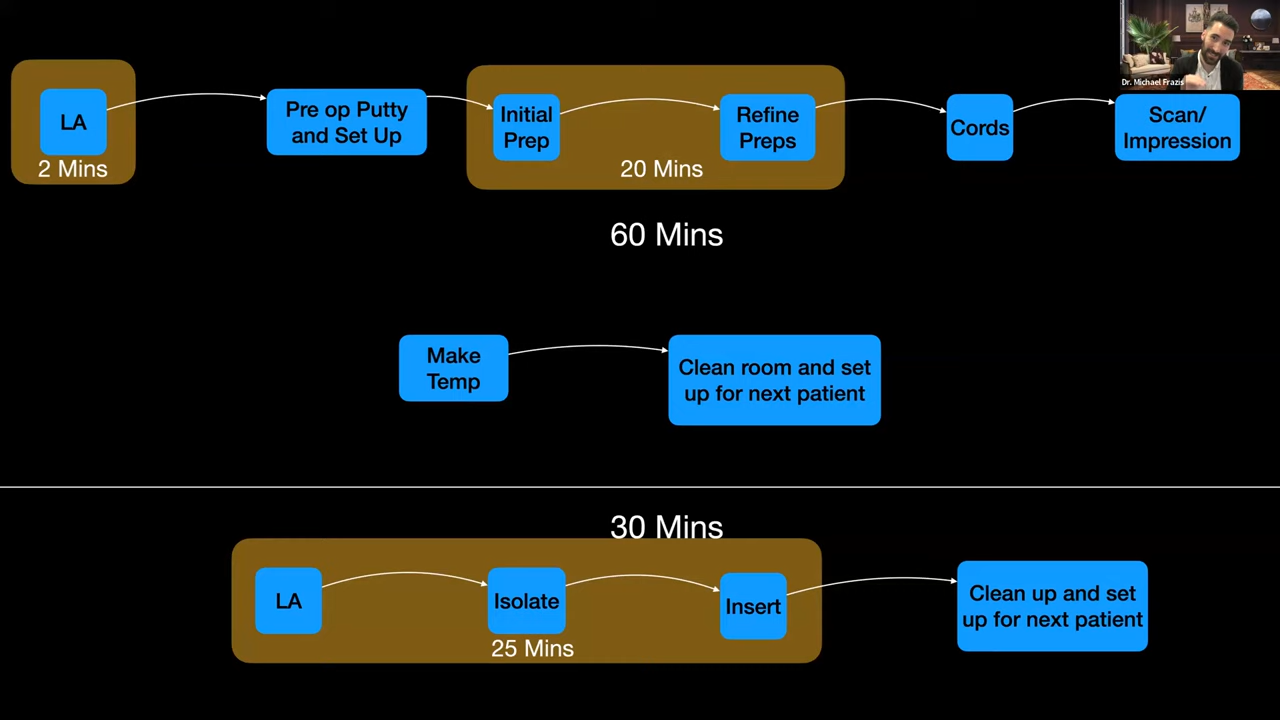 Dr. Michael Frazis
LA
2 Mins
Pre op Putty
and Set Up
Initial
Prep
Refine
Preps
20 Mins
Cords
Scan/
Impression
60 Mins
Make
Temp
Clean room and set
up for next patient
30 Mins
LA
Isolate
Insert
25 Mins
Clean up and set
up for next patient